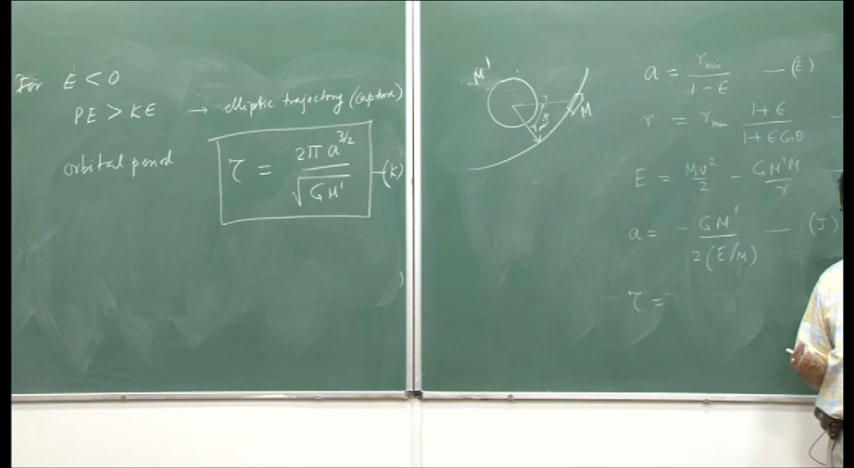 For E < 0
PE > KE → elliptic trajectory (capture)
orbital period
τ = 2π a^{3/2} / √(GM') —(K)
M'
r
M
a = r_min / (1 - ϵ) —(E)
r = r_min (1 + ϵ) / (1 + ϵ Cosθ) —
E = Mv²/2 - GM'M/r —
a = - GM' / 2(E/M) —(J)
τ =